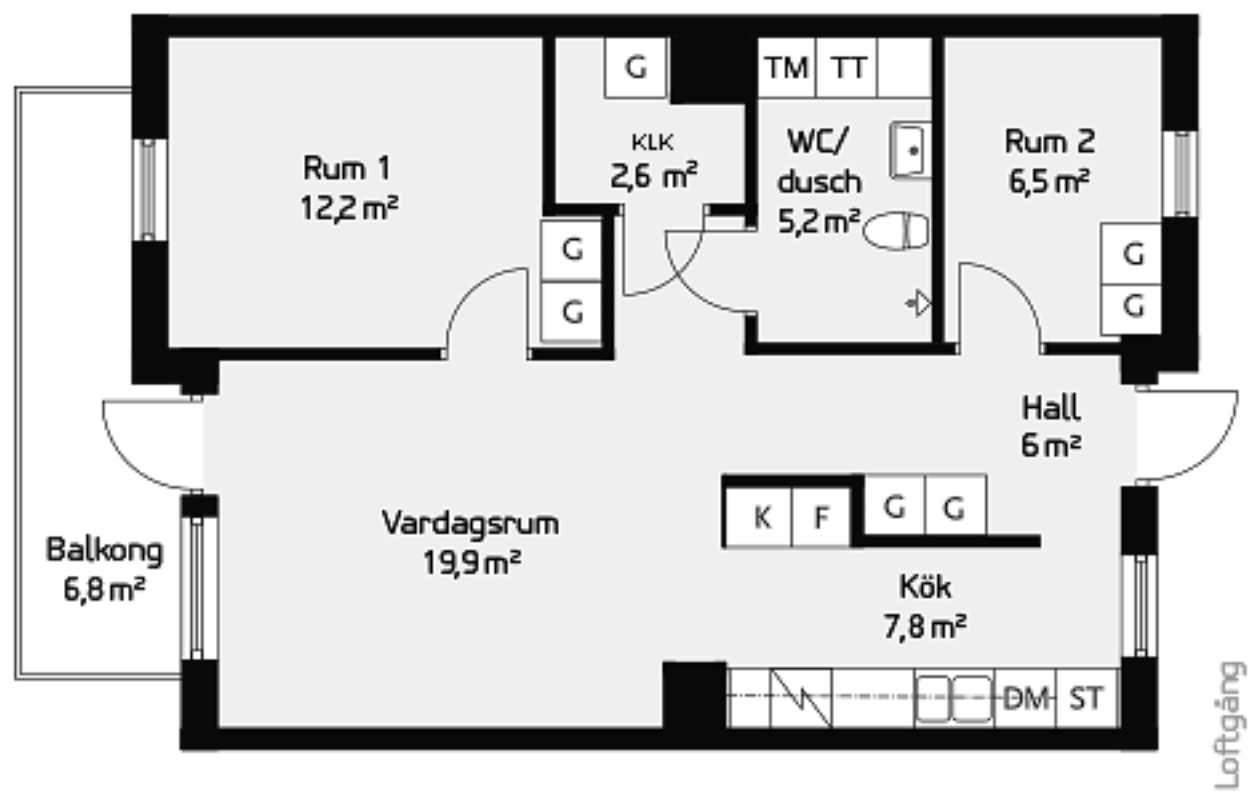 Rum 1
12,2 m²
G
KLK
2,6 m²
G
G
TM TT
WC/
dusch
5,2 m²
Rum 2
6,5 m²
G
G
Hall
6 m²
Balkong
6,8 m²
Vardagsrum
19,9 m²
K F G G
Kök
7,8 m²
DM ST
Loftgång